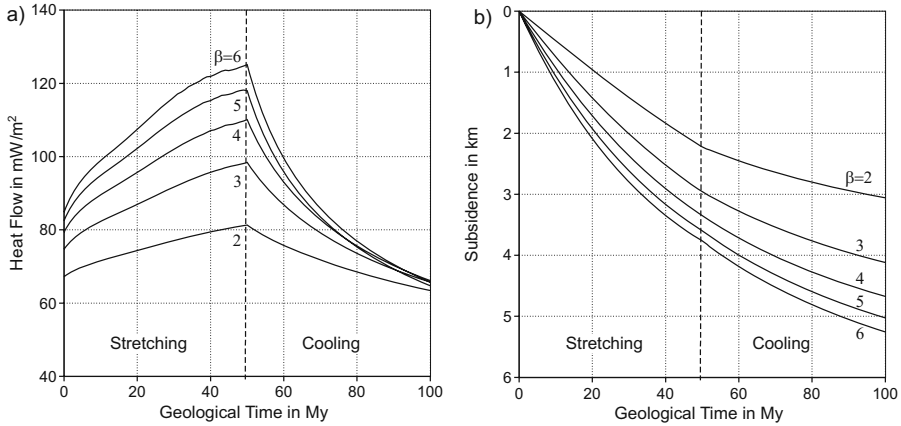 a)
140
120
100
80
60
40
Heat Flow in mW/m²
β=6
5
4
3
2
Stretching
Cooling
0
20
40
60
80
100
Geological Time in My
b)
0
1
2
3
4
5
6
Subsidence in km
β=2
3
4
5
6
Stretching
Cooling
0
20
40
60
80
100
Geological Time in My